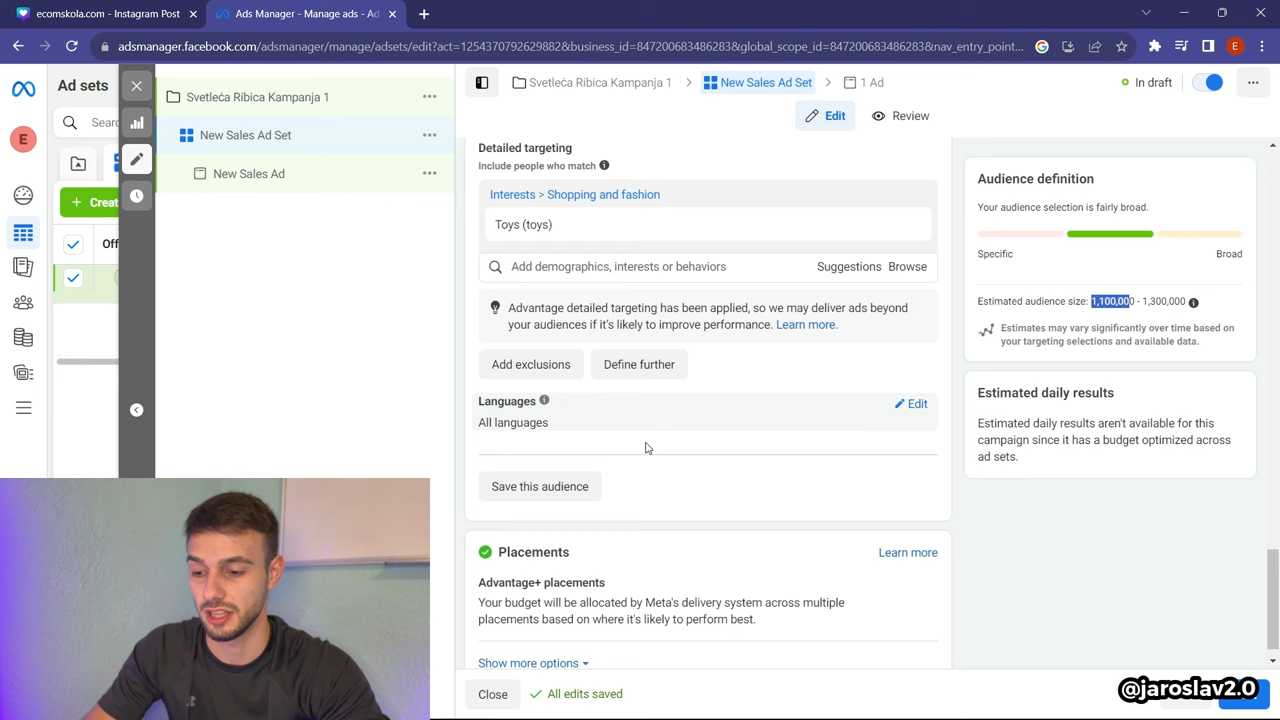 ecomskola.com - Instagram Post
Ads Manager - Manage ads - Ad
adsmanager.facebook.com/adsmanager/manage/adsets/edit?act=1254370792629882&business_id=847200683486283&global_scope_id=847200683486283&nav_entry_point...
E
Ad sets
Svetleća Ribica Kampanja 1
Svetleća Ribica Kampanja 1
New Sales Ad Set
1 Ad
In draft
E
Searc
New Sales Ad Set
Edit
Review
New Sales Ad
Creat
Off
Detailed targeting
Include people who match
Interests > Shopping and fashion
Toys (toys)
Add demographics, interests or behaviors
Suggestions
Browse
Advantage detailed targeting has been applied, so we may deliver ads beyond
your audiences if it's likely to improve performance. Learn more.
Add exclusions
Define further
Languages
Edit
All languages
Save this audience
Placements
Learn more
Advantage+ placements
Your budget will be allocated by Meta's delivery system across multiple
placements based on where it's likely to perform best.
Show more options
Close
All edits saved
Audience definition
Your audience selection is fairly broad.
Specific
Broad
Estimated audience size: 1,100,000 - 1,300,000
Estimates may vary significantly over time based on
your targeting selections and available data.
Estimated daily results
Estimated daily results aren't available for this
campaign since it has a budget optimized across
ad sets.
@jaroslav2.0